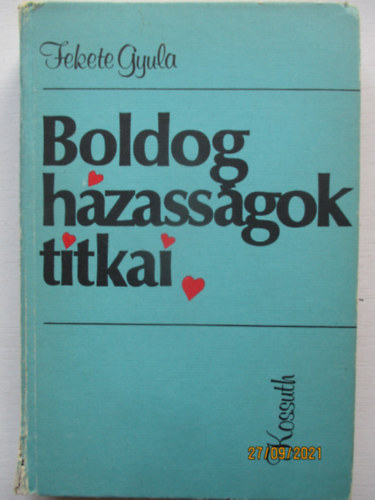 Fekete Gyula
Boldog
házasságok
titkai
Kossuth
27/09/2021